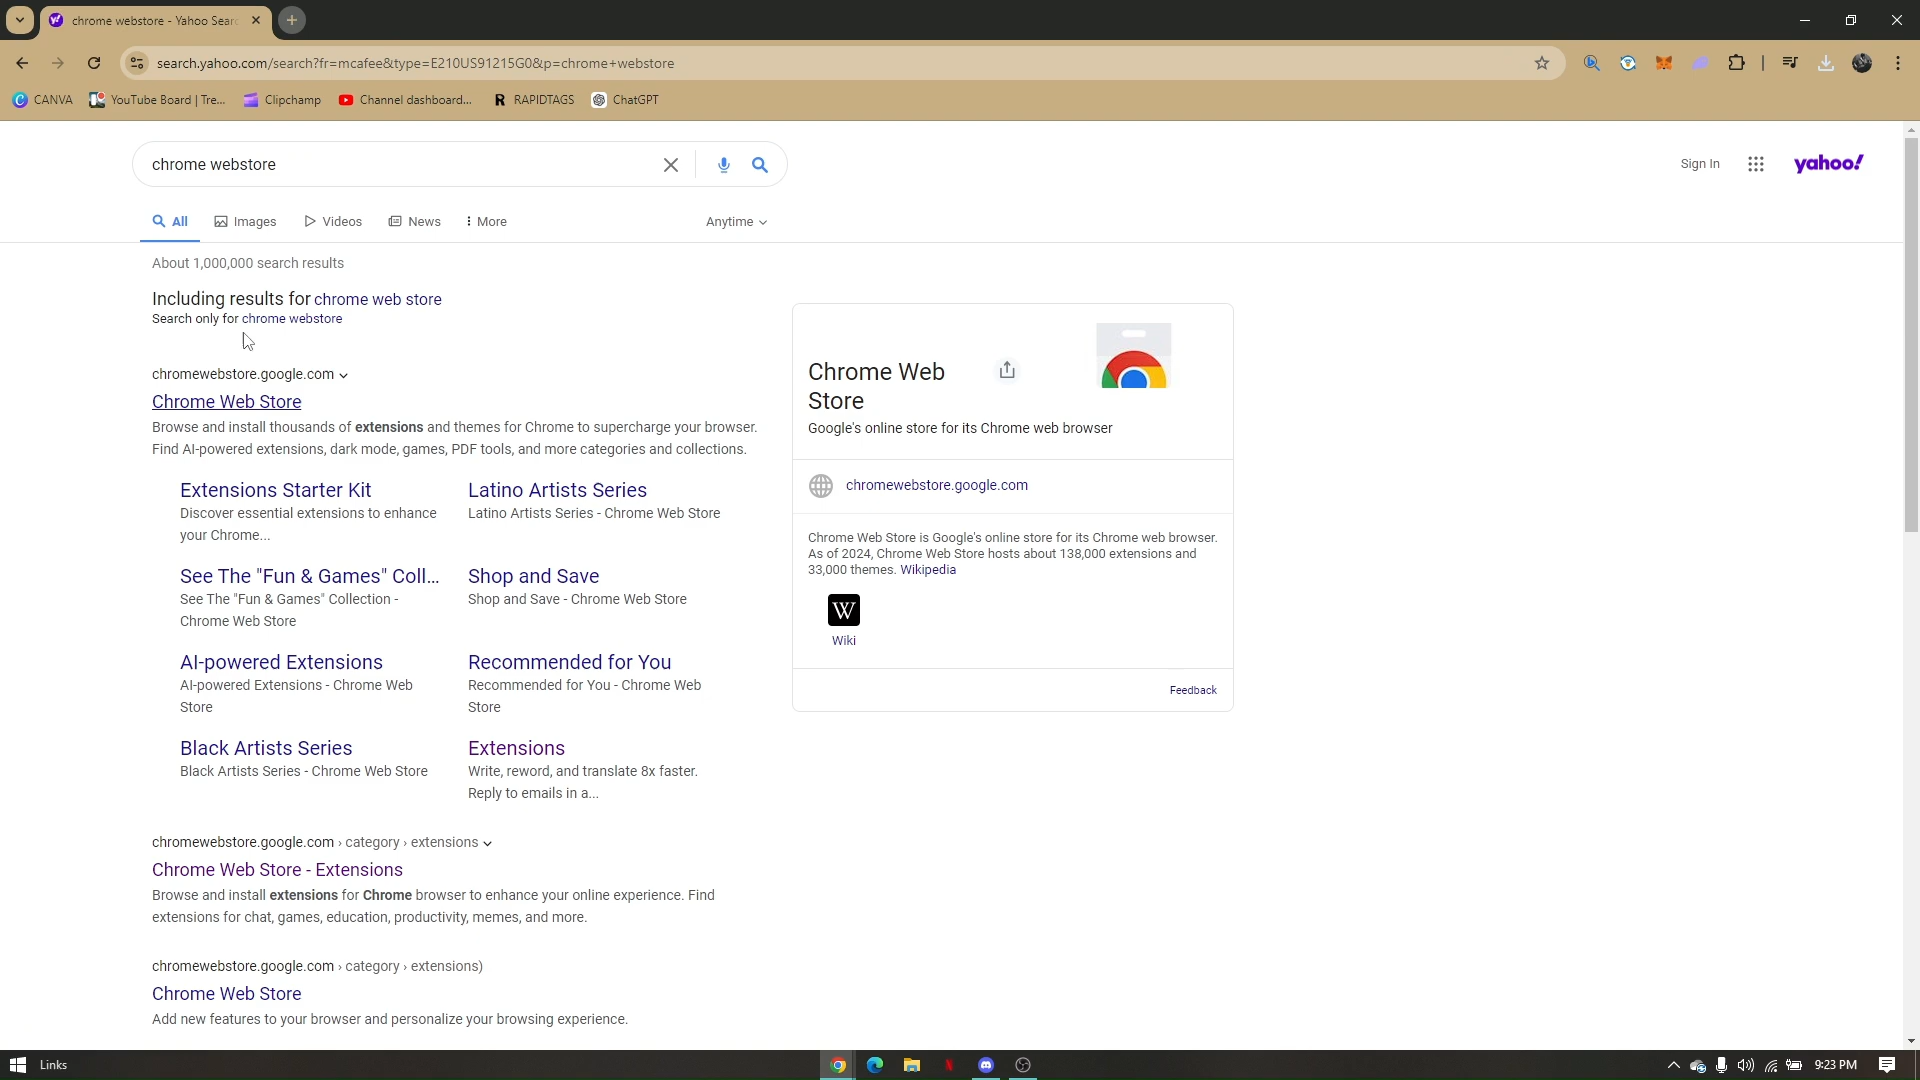 chrome webstore - Yahoo Sear
search.yahoo.com/search?fr=mcafee&type=E210US91215G0&p=chrome+webstore
CANVA
YouTube Board | Tre...
Clipchamp
Channel dashboard...
R RAPIDTAGS
ChatGPT
chrome webstore
Sign In
yahoo!
All
Images
Videos
News
More
Anytime
About 1,000,000 search results
Including results for chrome web store
Search only for chrome webstore
chromewebstore.google.com
Chrome Web Store
Browse and install thousands of extensions and themes for Chrome to supercharge your browser.
Find AI-powered extensions, dark mode, games, PDF tools, and more categories and collections.
Extensions Starter Kit
Discover essential extensions to enhance
your Chrome...
Latino Artists Series
Latino Artists Series - Chrome Web Store
See The "Fun & Games" Coll...
See The "Fun & Games" Collection -
Chrome Web Store
Shop and Save
Shop and Save - Chrome Web Store
AI-powered Extensions
AI-powered Extensions - Chrome Web
Store
Recommended for You
Recommended for You - Chrome Web
Store
Black Artists Series
Black Artists Series - Chrome Web Store
Extensions
Write, reword, and translate 8x faster.
Reply to emails in a...
chromewebstore.google.com › category › extensions
Chrome Web Store - Extensions
Browse and install extensions for Chrome browser to enhance your online experience. Find
extensions for chat, games, education, productivity, memes, and more.
chromewebstore.google.com › category › extensions)
Chrome Web Store
Add new features to your browser and personalize your browsing experience.
Chrome Web
Store
Google's online store for its Chrome web browser
chromewebstore.google.com
Chrome Web Store is Google's online store for its Chrome web browser.
As of 2024, Chrome Web Store hosts about 138,000 extensions and
33,000 themes. Wikipedia
W
Wiki
Feedback
Links
9:23 PM